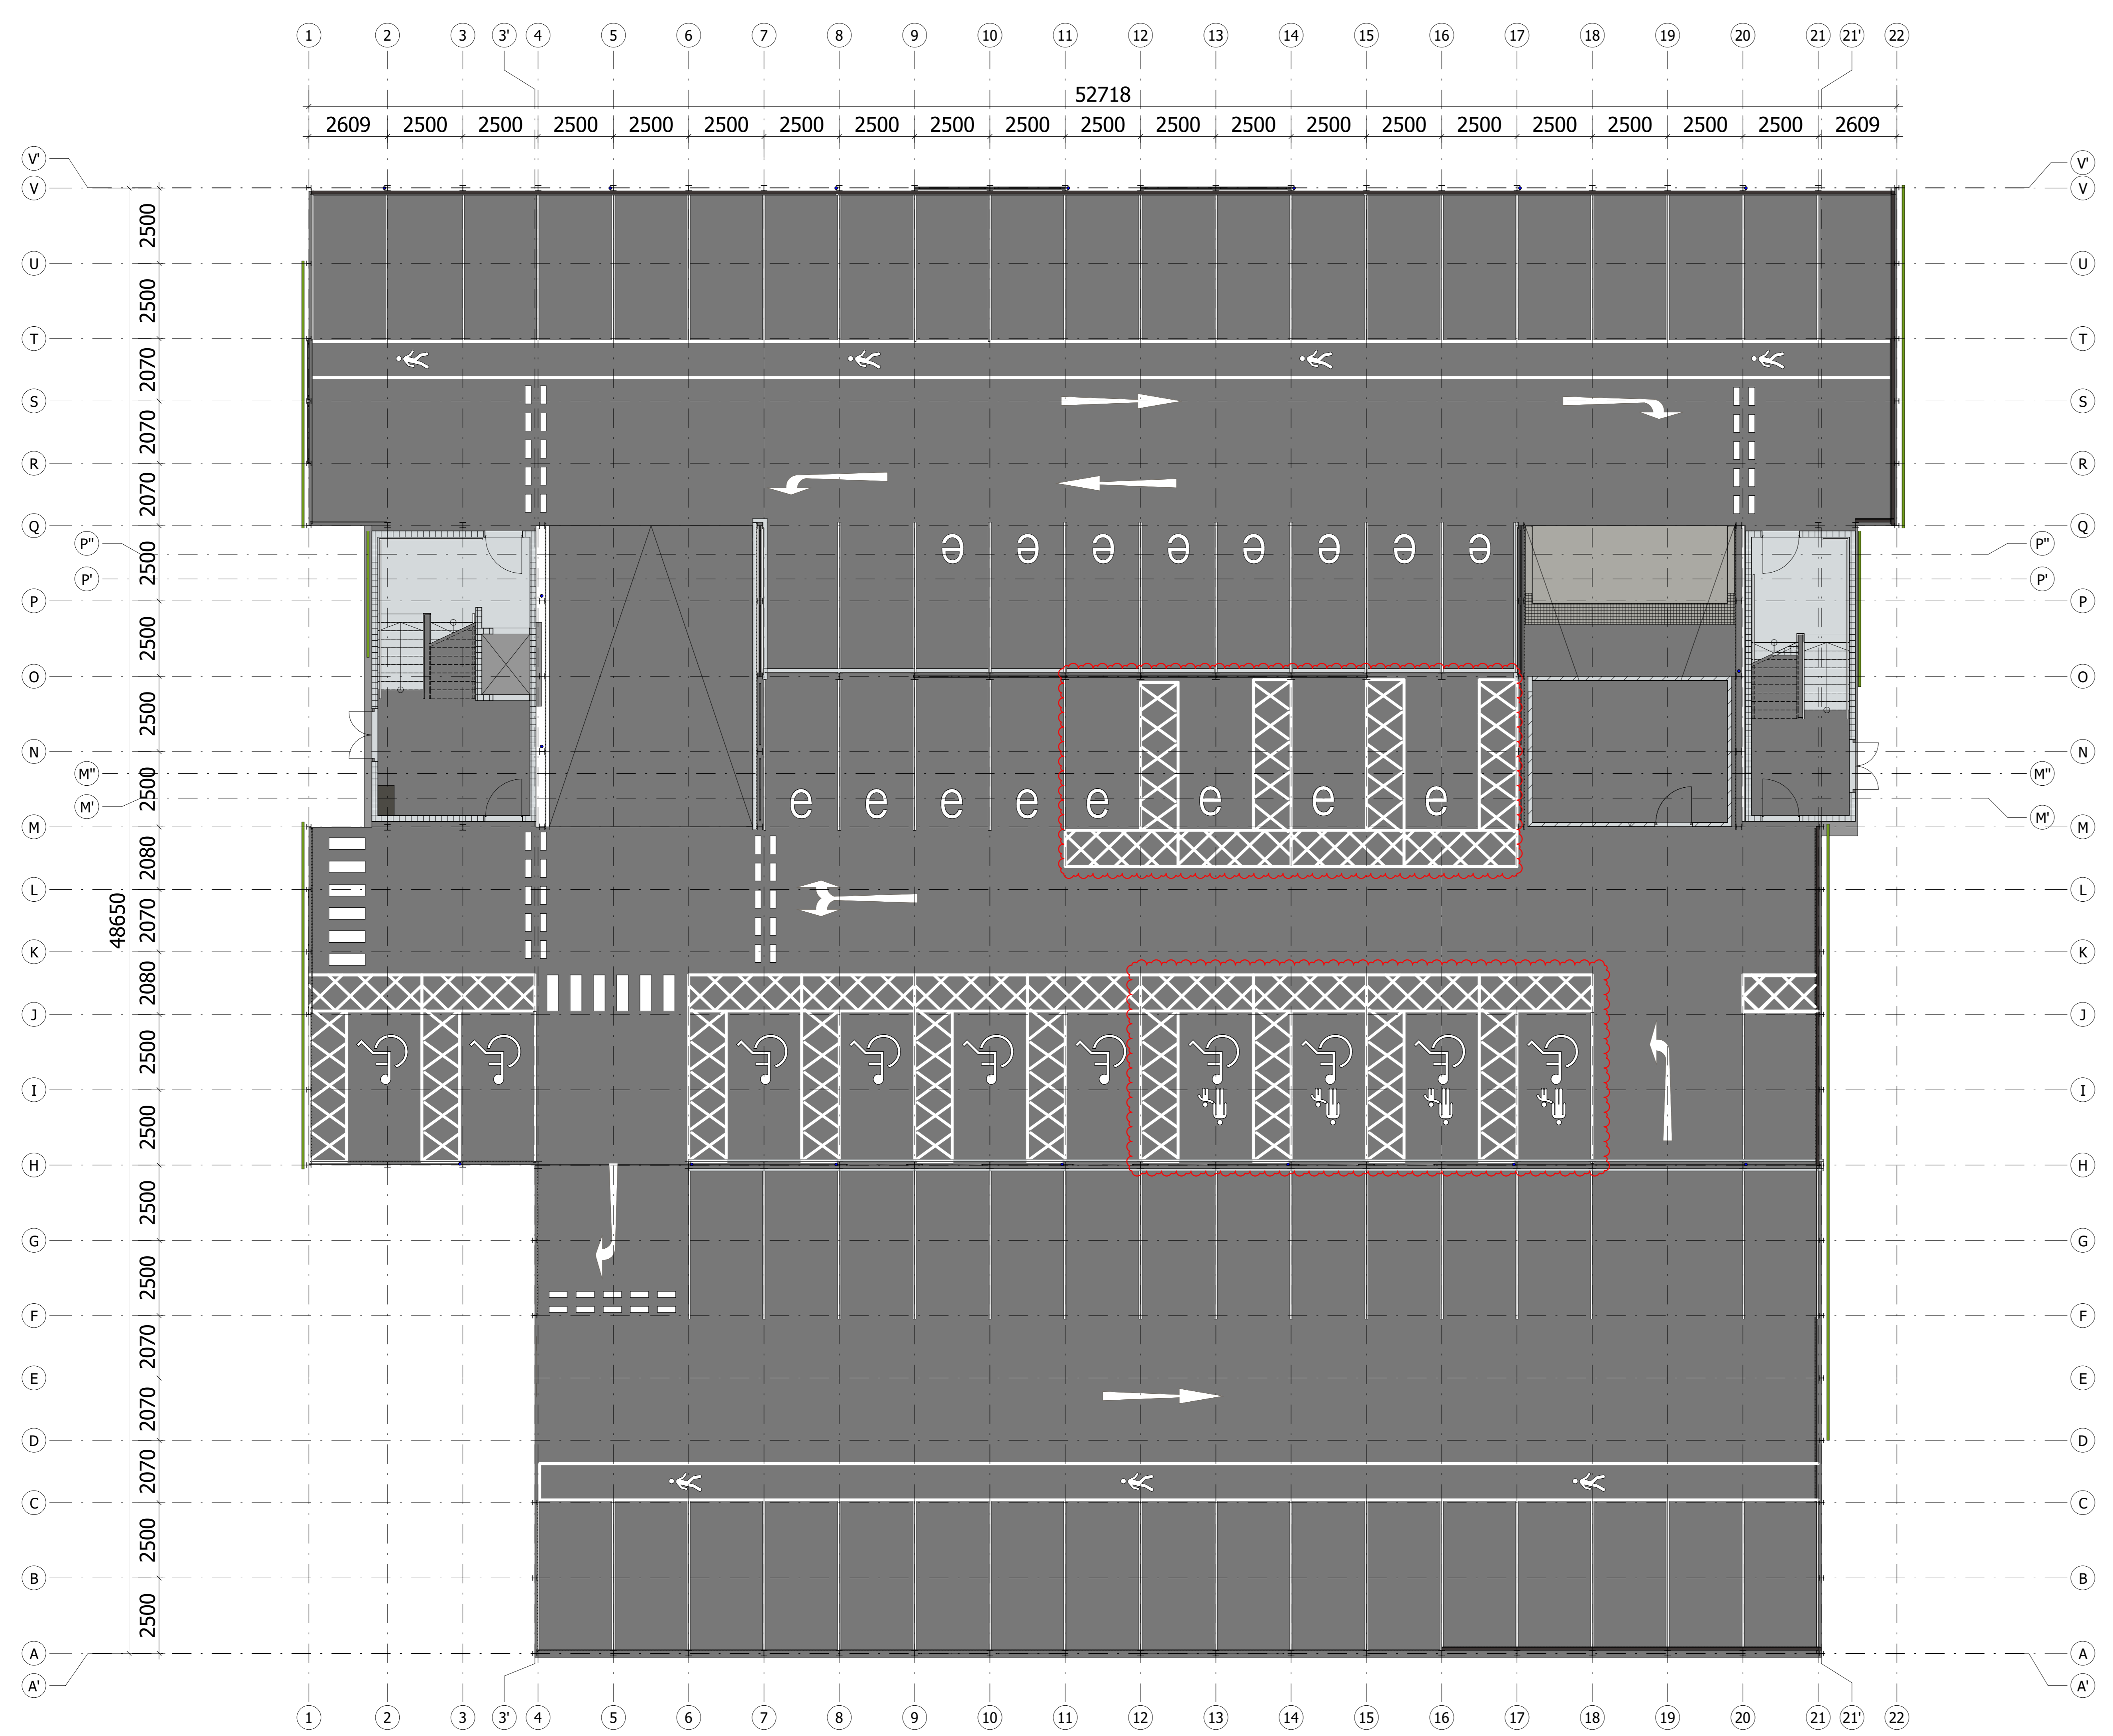 1 2 3 3' 4 5 6 7 8 9 10 11 12 13 14 15 16 17 18 19 20 21 21' 22
52718
2609 2500 2500 2500 2500 2500 2500 2500 2500 2500 2500 2500 2500 2500 2500 2500 2500 2500 2500 2500 2609
V' V'
V V
2500
U U
2500
T T
2070
S S
2070
R R
2070
Q Q
P" P"
2500 e e e e e e e e
P' P'
P P
2500
O O
2500
N N
M" M"
2500 e e e e e e e e e
M' M'
M M
2080
L L
48650 2070
K K
2080
J J
2500
I I
2500
H H
2500
G G
2500
F F
2070
E E
2070
D D
2070
C C
2500
B B
2500
A A
A' A'
1 2 3 3' 4 5 6 7 8 9 10 11 12 13 14 15 16 17 18 19 20 21 21' 22